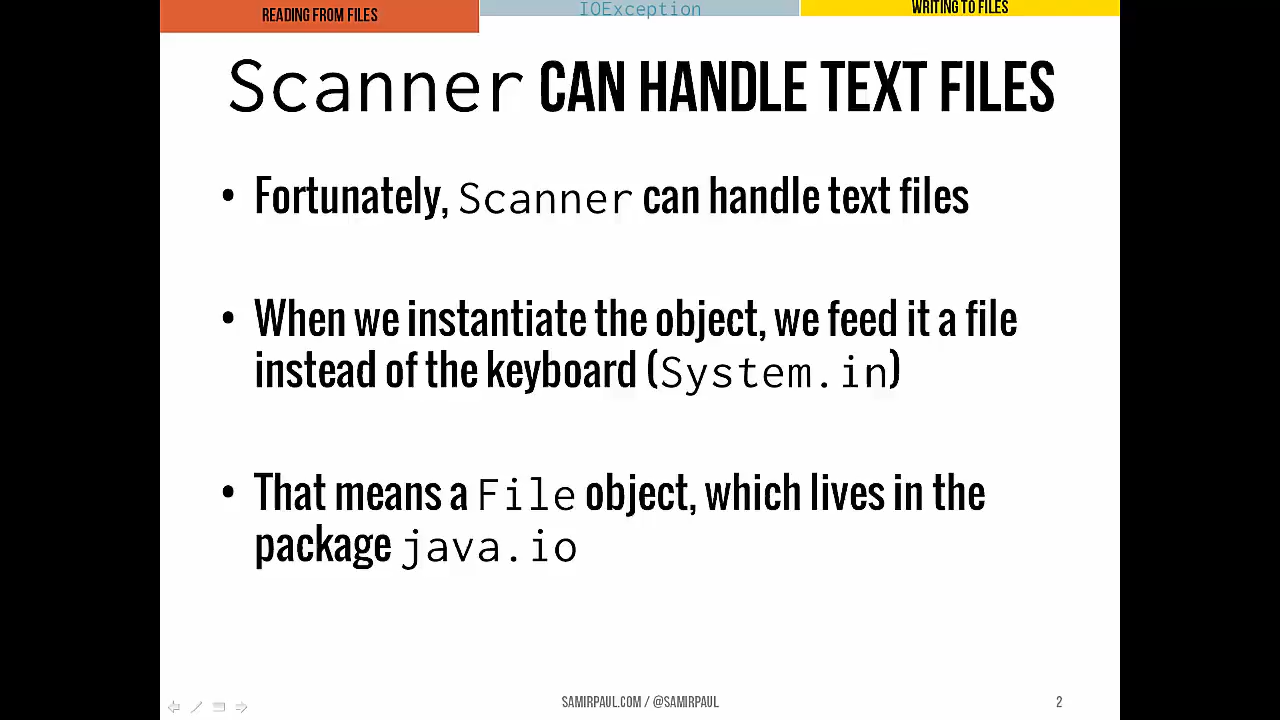 READING FROM FILES
IOException
WRITING TO FILES
Scanner CAN HANDLE TEXT FILES
• Fortunately, Scanner can handle text files
• When we instantiate the object, we feed it a file
instead of the keyboard (System.in)
• That means a File object, which lives in the
package java.io
SAMIRPAUL.COM / @SAMIRPAUL
2